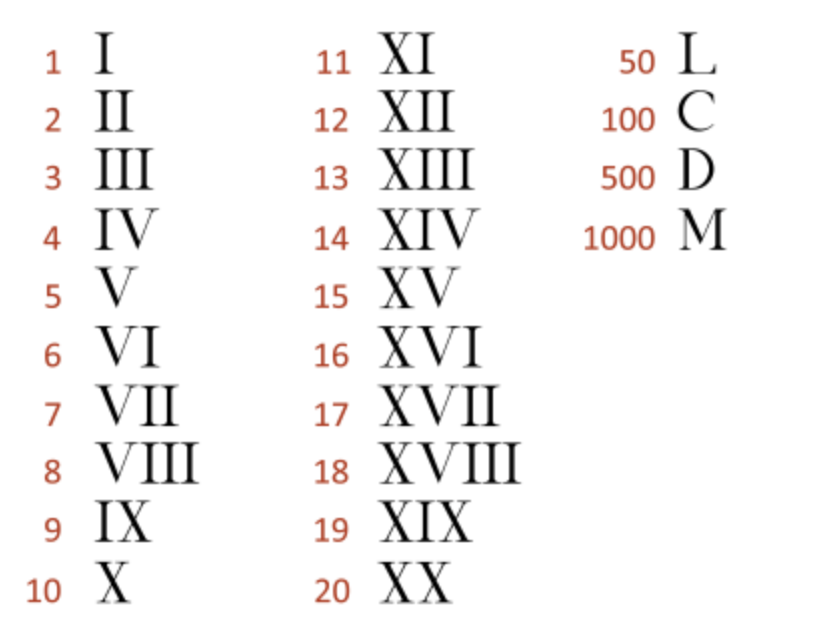 1 I 11 XI 50 L
2 II 12 XII 100 C
3 III 13 XIII 500 D
4 IV 14 XIV 1000 M
5 V 15 XV
6 VI 16 XVI
7 VII 17 XVII
8 VIII 18 XVIII
9 IX 19 XIX
10 X 20 XX